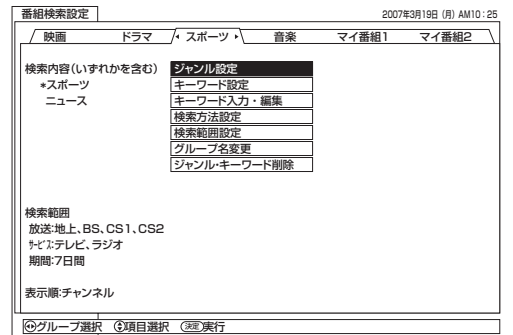 番組検索設定 2007年3月19日 (月) AM10:25
映画 ドラマ スポーツ 音楽 マイ番組1 マイ番組2
検索内容(いずれかを含む) ジャンル設定
*スポーツ キーワード設定
ニュース キーワード入力・編集
検索方法設定
検索範囲設定
グループ名変更
ジャンル・キーワード削除
検索範囲
放送:地上、BS、CS1、CS2
サービス:テレビ、ラジオ
期間:7日間
表示順:チャンネル
グループ選択 項目選択 決定 実行